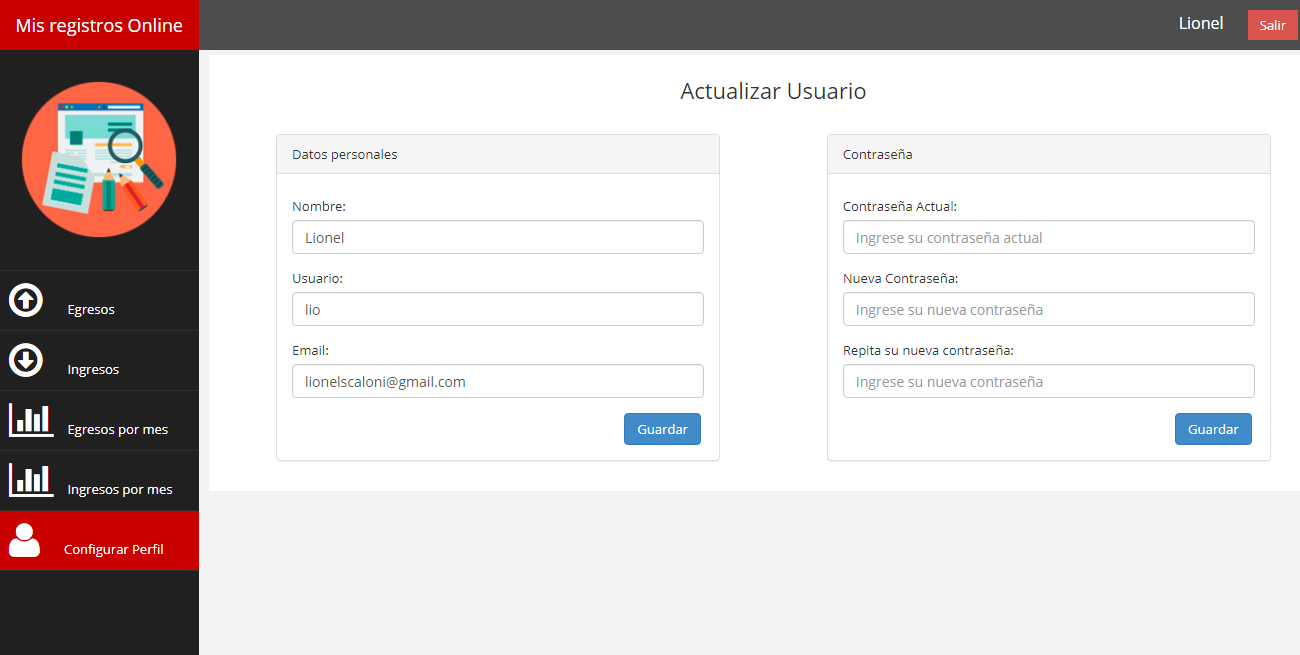 Mis registros Online
Lionel
Salir
Egresos
Ingresos
Egresos por mes
Ingresos por mes
Configurar Perfil
Actualizar Usuario
Datos personales
Nombre:
Lionel
Usuario:
lio
Email:
lionelscaloni@gmail.com
Guardar
Contraseña
Contraseña Actual:
Ingrese su contraseña actual
Nueva Contraseña:
Ingrese su nueva contraseña
Repita su nueva contraseña:
Ingrese su nueva contraseña
Guardar